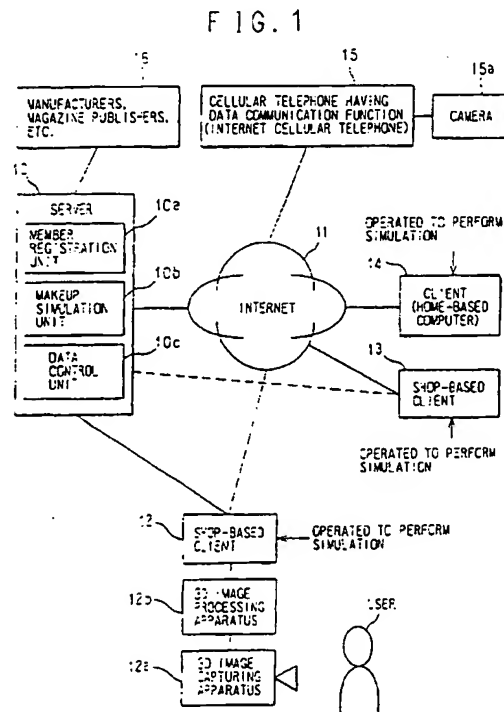 FIG.1
16
MANUFACTURERS,
MAGAZINE PUBLISHERS,
ETC.
15
CELLULAR TELEPHONE HAVING
DATA COMMUNICATION FUNCTION
(INTERNET CELLULAR TELEPHONE)
15a
CAMERA
10
SERVER
10a
MEMBER
REGISTRATION
UNIT
10b
MAKEUP
SIMULATION
UNIT
10c
DATA
CONTROL
UNIT
11
INTERNET
OPERATED TO PERFORM
SIMULATION
14
CLIENT
(HOME-BASED
COMPUTER)
13
SHOP-BASED
CLIENT
OPERATED TO PERFORM
SIMULATION
12
SHOP-BASED
CLIENT
OPERATED TO PERFORM
SIMULATION
12b
3D IMAGE
PROCESSING
APPARATUS
12a
3D IMAGE
CAPTURING
APPARATUS
USER